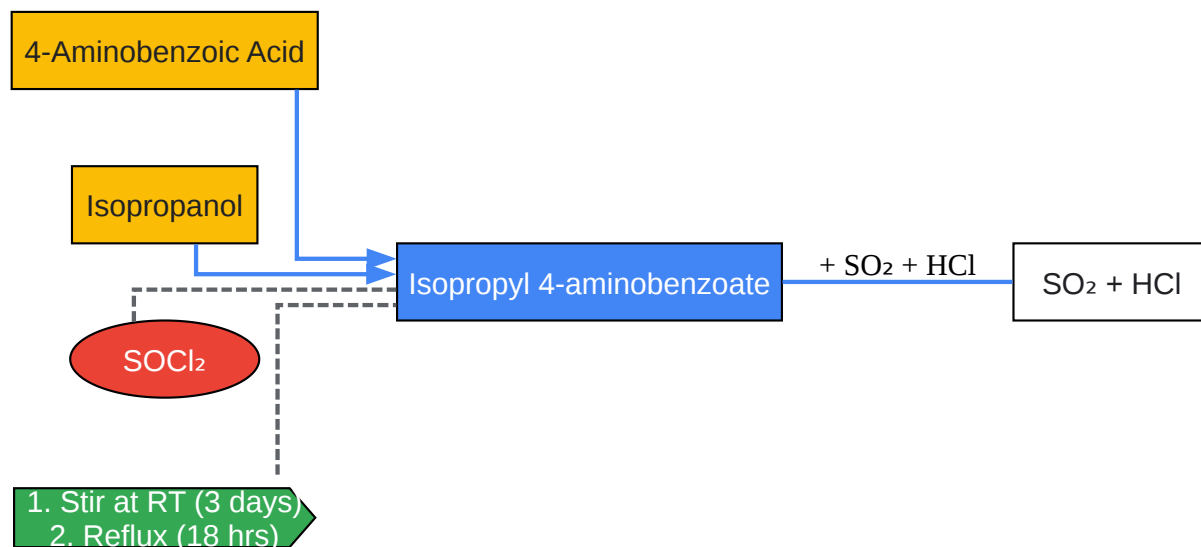 4-Aminobenzoic Acid
Isopropanol
Isopropyl 4-aminobenzoate
+ SO₂ + HCl
SO₂ + HCl
SOCl₂
1. Stir at RT (3 days)
2. Reflux (18 hrs)